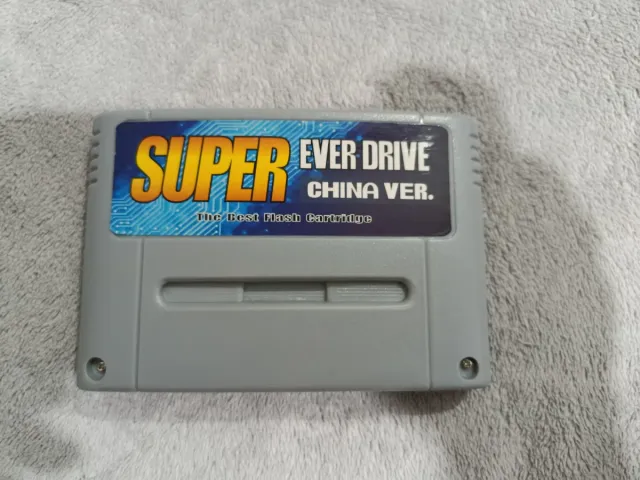 SUPER EVER DRIVE
CHINA VER.
The Best Flash Cartridge